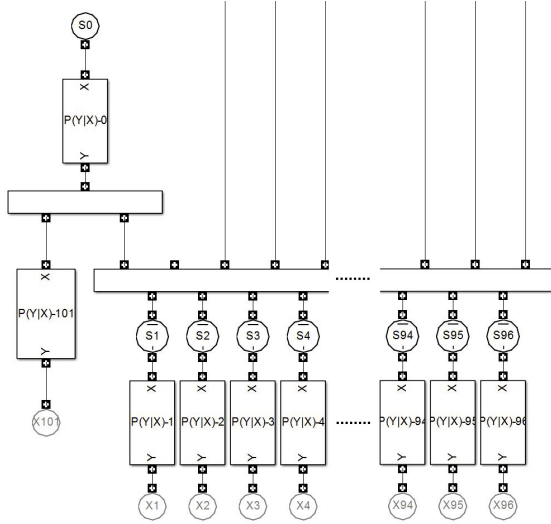 S0
X
P(Y|X)-0
Y
X
P(Y|X)-101
Y
X101
S1 S2 S3 S4 S94 S95 S96
X X X X X X X
P(Y|X)-1 P(Y|X)-2 P(Y|X)-3 P(Y|X)-4 P(Y|X)-94 P(Y|X)-95 P(Y|X)-96
Y Y Y Y Y Y Y
X1 X2 X3 X4 X94 X95 X96